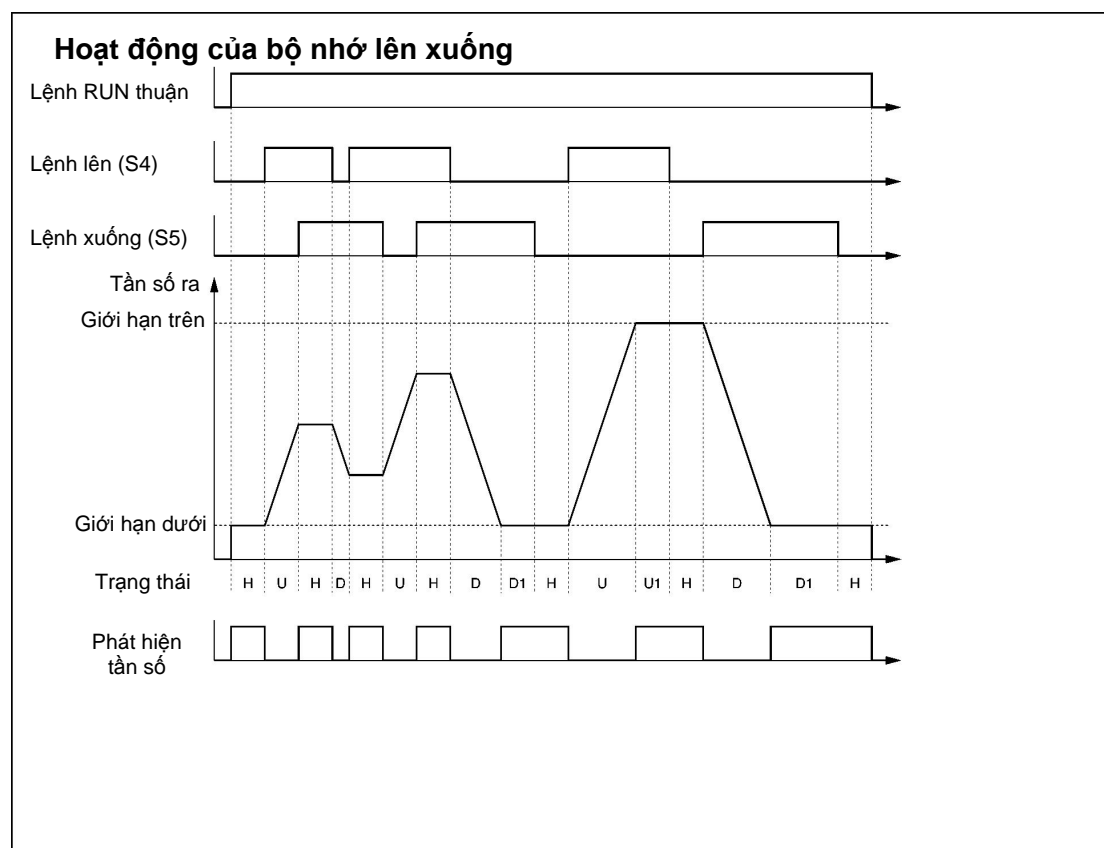 Hoạt động của bộ nhớ lên xuống
Lệnh RUN thuận
Lệnh lên (S4)
Lệnh xuống (S5)
Tần số ra
Giới hạn trên
Giới hạn dưới
Trạng thái H U H D H U H D D1 H U U1 H D D1 H
Phát hiện
tần số